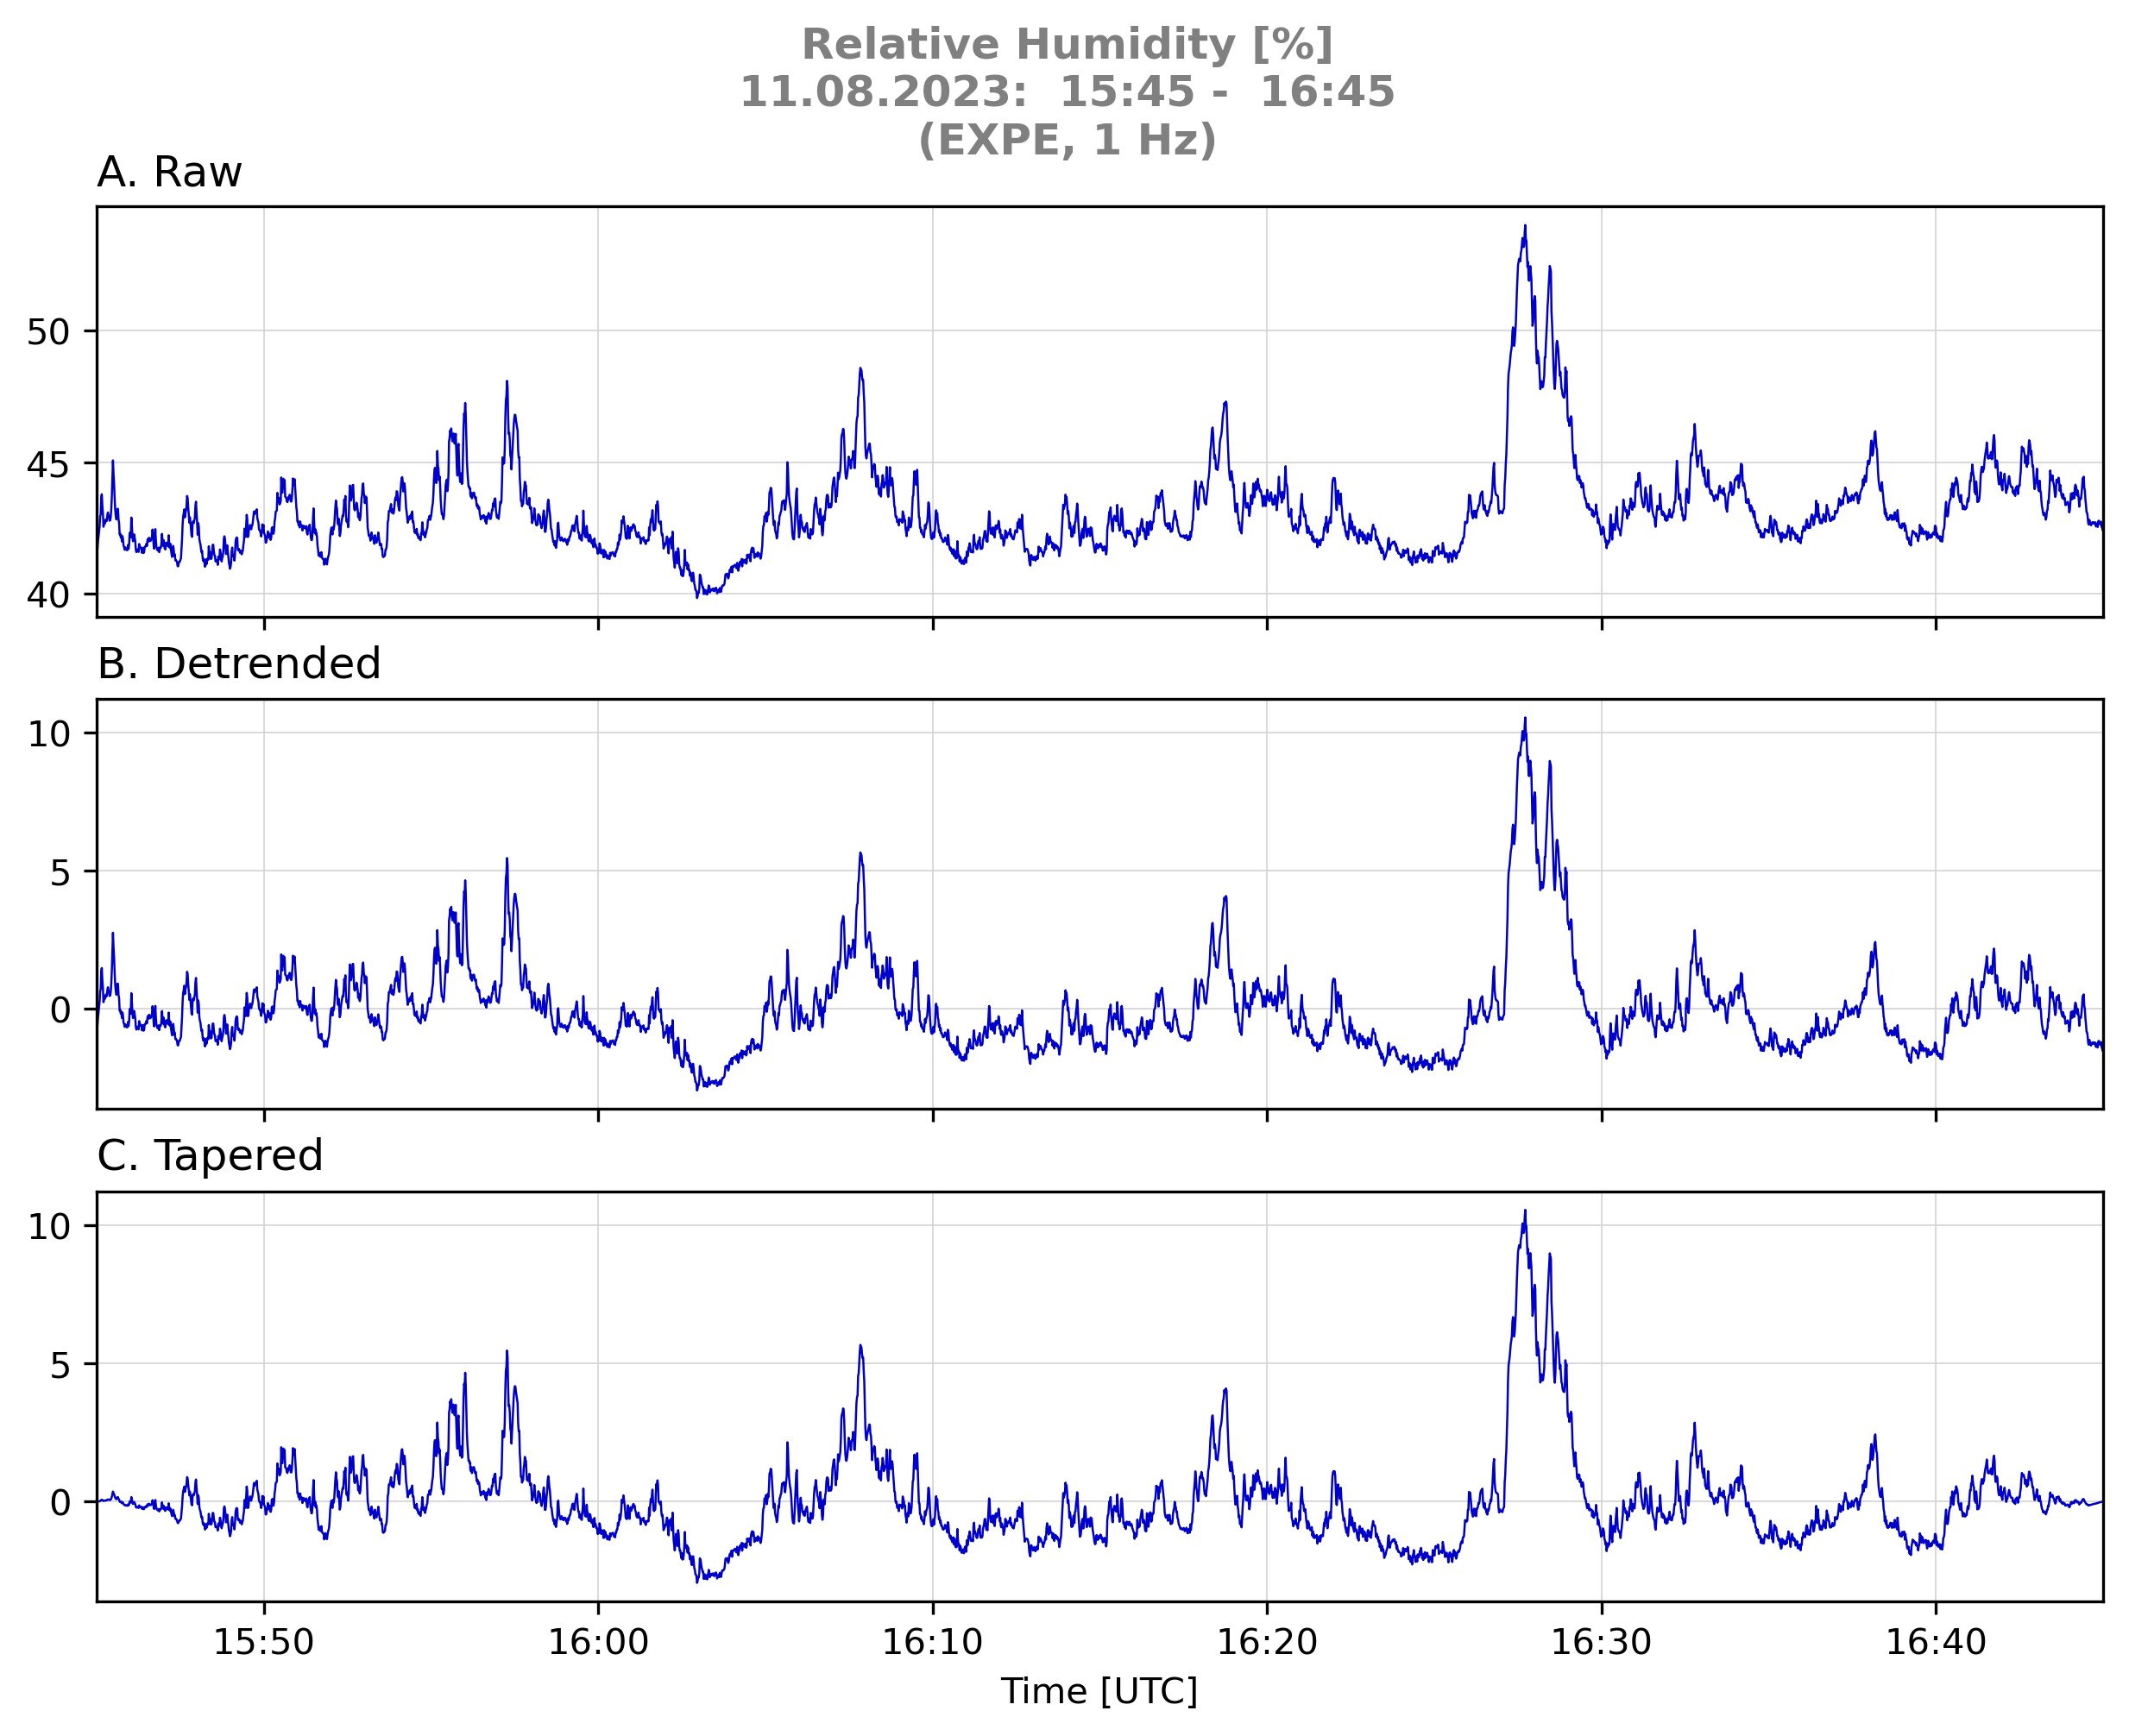 Relative Humidity [%]
11.08.2023:  15:45 -  16:45
(EXPE, 1 Hz)
A. Raw
50
45
40
B. Detrended
10
5
0
C. Tapered
10
5
0
15:50 16:00 16:10 16:20 16:30 16:40
Time [UTC]